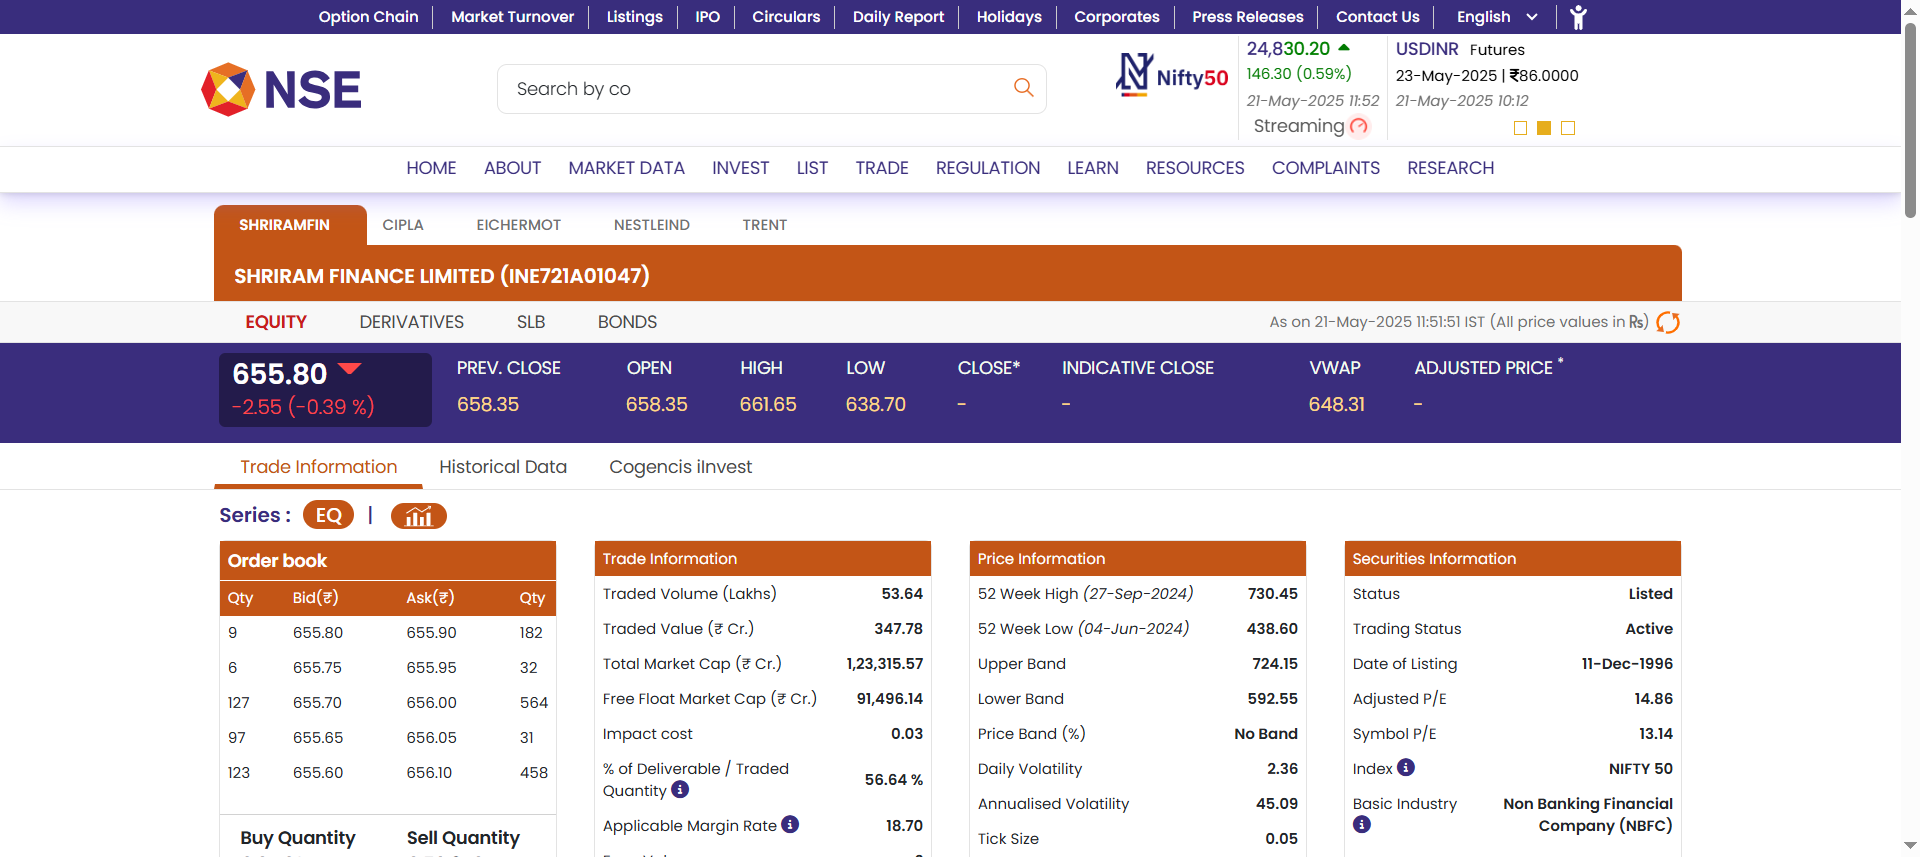 Option Chain Market Turnover Listings IPO Circulars Daily Report Holidays Corporates Press Releases Contact Us English
NSE
Search by co
Nifty50
24,830.20
146.30 (0.59%)
21-May-2025 11:52
Streaming
USDINR Futures
23-May-2025 | ₹86.0000
21-May-2025 10:12
HOME ABOUT MARKET DATA INVEST LIST TRADE REGULATION LEARN RESOURCES COMPLAINTS RESEARCH
SHRIRAMFIN CIPLA EICHERMOT NESTLEIND TRENT
SHRIRAM FINANCE LIMITED (INE721A01047)
EQUITY DERIVATIVES SLB BONDS As on 21-May-2025 11:51:51 IST (All price values in ₨)
655.80
-2.55 (-0.39 %)
PREV. CLOSE OPEN HIGH LOW CLOSE* INDICATIVE CLOSE VWAP ADJUSTED PRICE *
658.35 658.35 661.65 638.70 - - 648.31 -
Trade Information Historical Data Cogencis iInvest
Series : EQ |
Order book
Qty Bid(₹) Ask(₹) Qty
9 655.80 655.90 182
6 655.75 655.95 32
127 655.70 656.00 564
97 655.65 656.05 31
123 655.60 656.10 458
Buy Quantity Sell Quantity
Trade Information
Traded Volume (Lakhs) 53.64
Traded Value (₹ Cr.) 347.78
Total Market Cap (₹ Cr.) 1,23,315.57
Free Float Market Cap (₹ Cr.) 91,496.14
Impact cost 0.03
% of Deliverable / Traded
Quantity 56.64 %
Applicable Margin Rate 18.70
Price Information
52 Week High (27-Sep-2024) 730.45
52 Week Low (04-Jun-2024) 438.60
Upper Band 724.15
Lower Band 592.55
Price Band (%) No Band
Daily Volatility 2.36
Annualised Volatility 45.09
Tick Size 0.05
Securities Information
Status Listed
Trading Status Active
Date of Listing 11-Dec-1996
Adjusted P/E 14.86
Symbol P/E 13.14
Index NIFTY 50
Basic Industry Non Banking Financial
Company (NBFC)